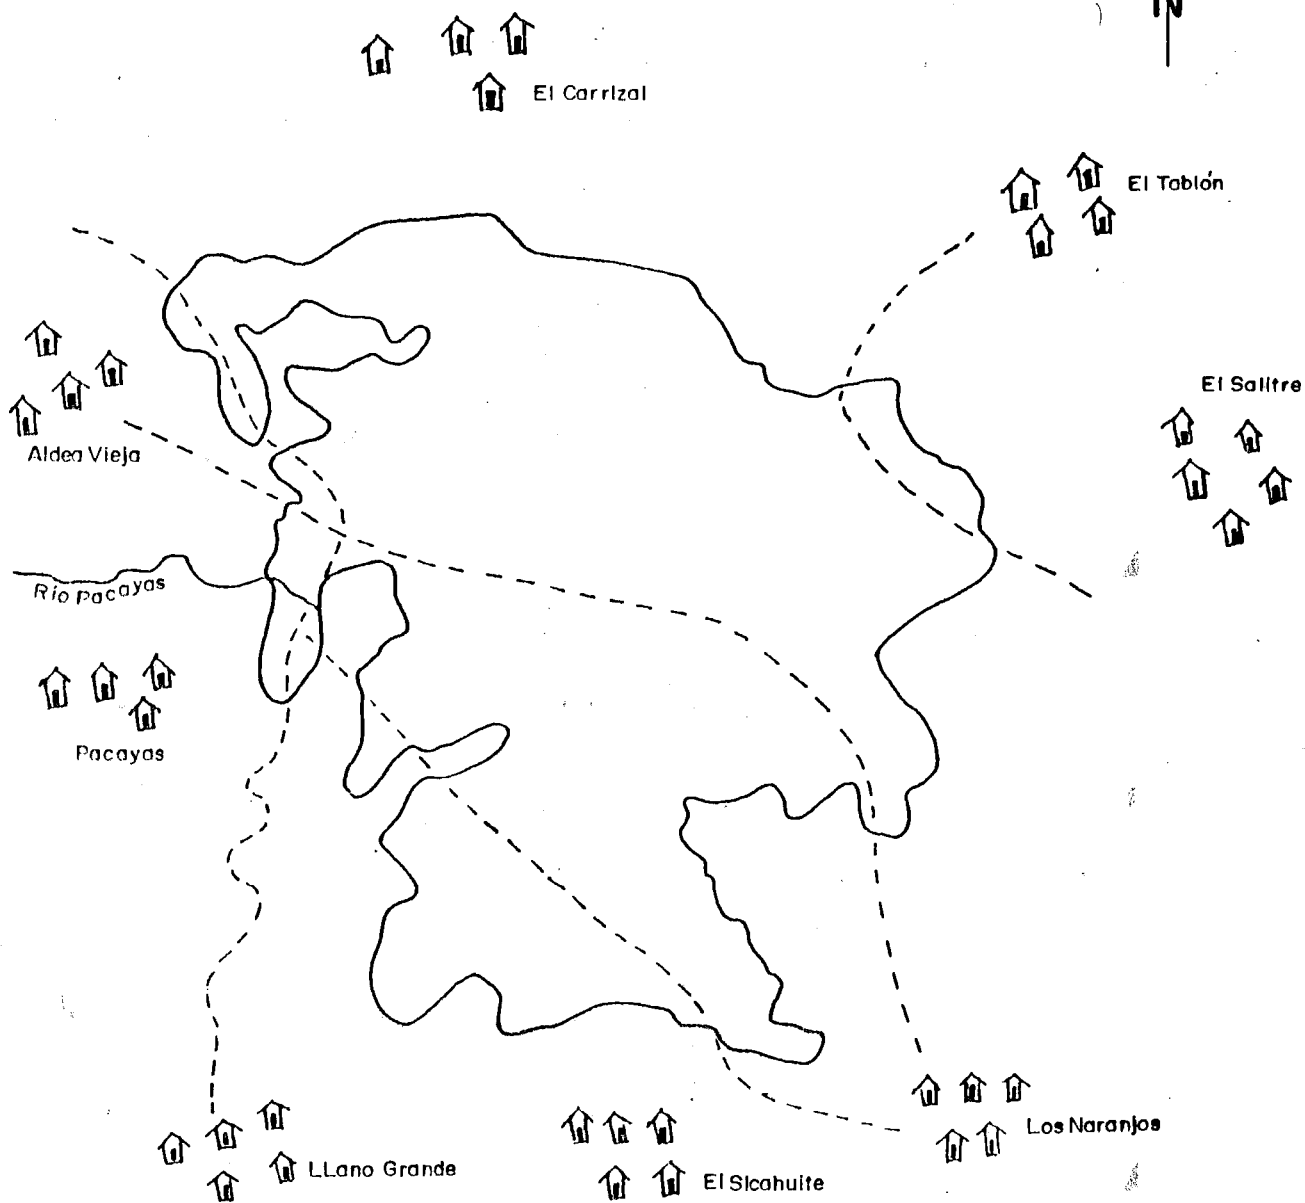 N
El Carrizal
El Tablón
El Salitre
Aldea Vieja
Río Pacayas
Pacayas
Los Naranjos
LLano Grande
El Sicahuite